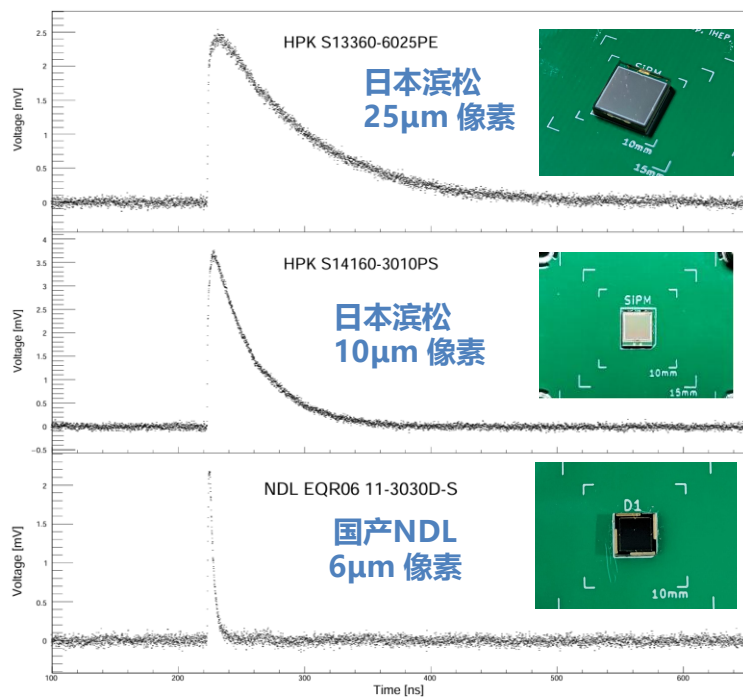 HPK S13360-6025PE
日本滨松
25μm 像素
Voltage [mV]
2.5
2
1.5
1
0.5
0
IHEP
SiPM
10mm
15mm
HPK S14160-3010PS
日本滨松
10μm 像素
Voltage [mV]
4
3.5
3
2.5
2
1.5
1
0.5
0
−0.5
SiPM
10mm
15mm
NDL EQR06 11-3030D-S
国产NDL
6μm 像素
Voltage [mV]
2
1.5
1
0.5
0
D1
10mm
100 200 300 400 500 600
Time [ns]